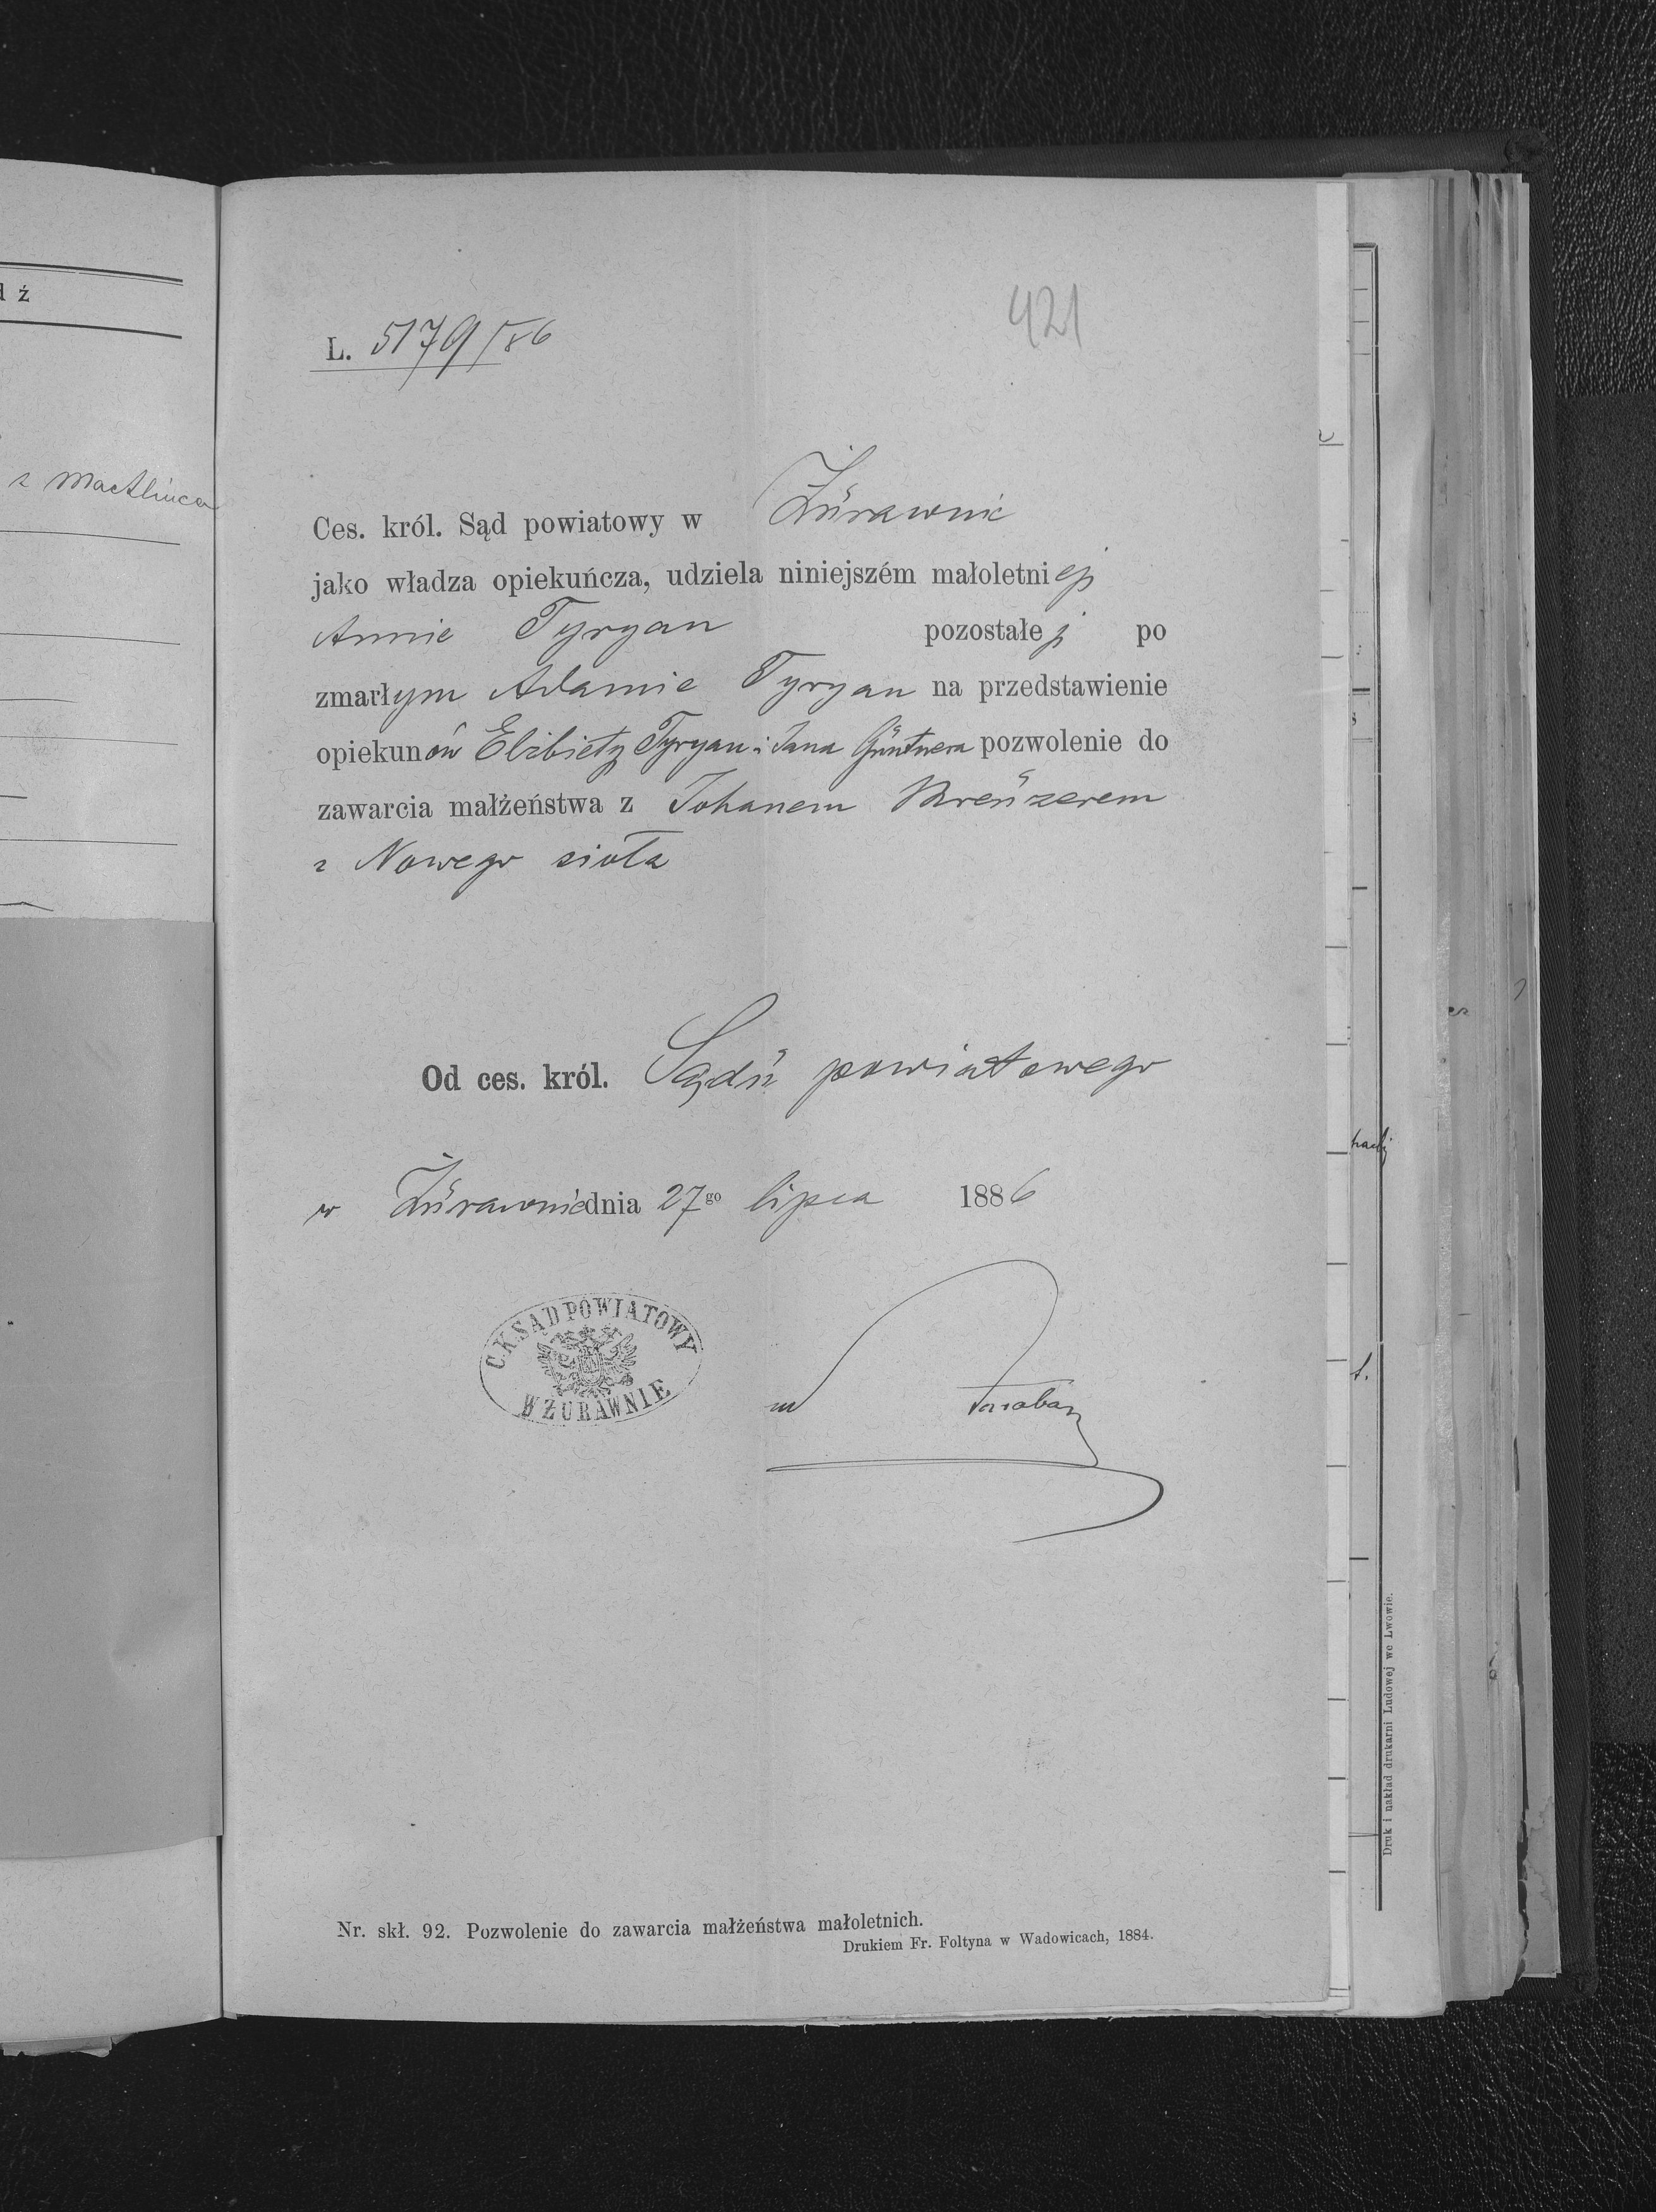 dź
z Mactliuca
421
L. 5179/86
Ces. król. Sąd powiatowy w Żurawnie
jako władza opiekuńcza, udziela niniejszém małoletniej
Annie Tyryan pozostałej po
zmarłym Adamie Tyryan na przedstawienie
opiekunów Elżbiety Tyryan i Jana Güntnera pozwolenie do
zawarcia małżeństwa z Johanem Kreuzerem
z Nowego sioła
Od ces. król. Sądu powiatowego
w Żurawnie dnia 27go lipca 1886
C.K.SĄD POWIATOWY
W ŻURAWNIE
Nr. skł. 92. Pozwolenie do zawarcia małżeństwa małoletnich.
Drukiem Fr. Foltyna w Wadowicach, 1884.
Druk i nakład drukarni Ludowej we Lwowie.